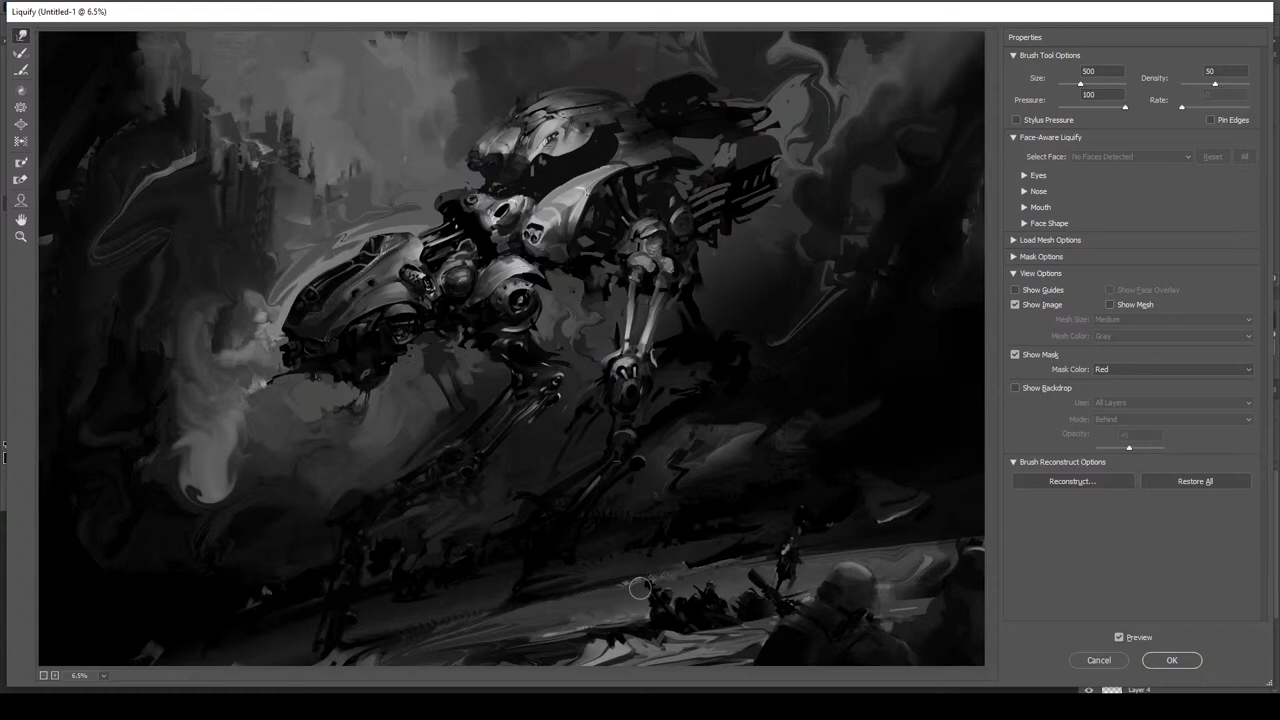 Liquify (Untitled-1 @ 6.5%)
Properties
Brush Tool Options
Size: 500 Density: 50
Pressure: 100 Rate:
Stylus Pressure Pin Edges
Face-Aware Liquify
Select Face: No Faces Detected Reset All
Eyes
Nose
Mouth
Face Shape
Load Mesh Options
Mask Options
View Options
Show Guides Show Face Overlay
Show Image Show Mesh
Mesh Size: Medium
Mesh Color: Gray
Show Mask
Mask Color: Red
Show Backdrop
Use: All Layers
Mode: Behind
Opacity:
Brush Reconstruct Options
Reconstruct... Restore All
Preview
Cancel OK
6.5%
Layer 4